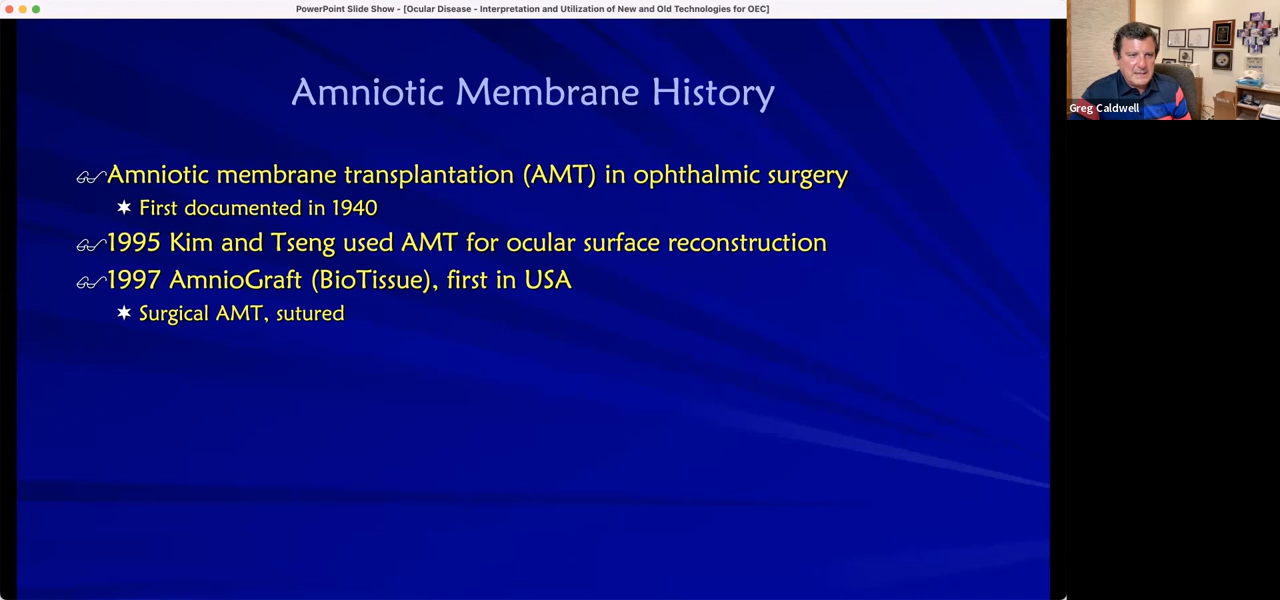 PowerPoint Slide Show - [Ocular Disease - Interpretation and Utilization of New and Old Technologies for OEC]
Amniotic Membrane History
Amniotic membrane transplantation (AMT) in ophthalmic surgery
First documented in 1940
1995 Kim and Tseng used AMT for ocular surface reconstruction
1997 AmnioGraft (BioTissue), first in USA
Surgical AMT, sutured
Greg Caldwell